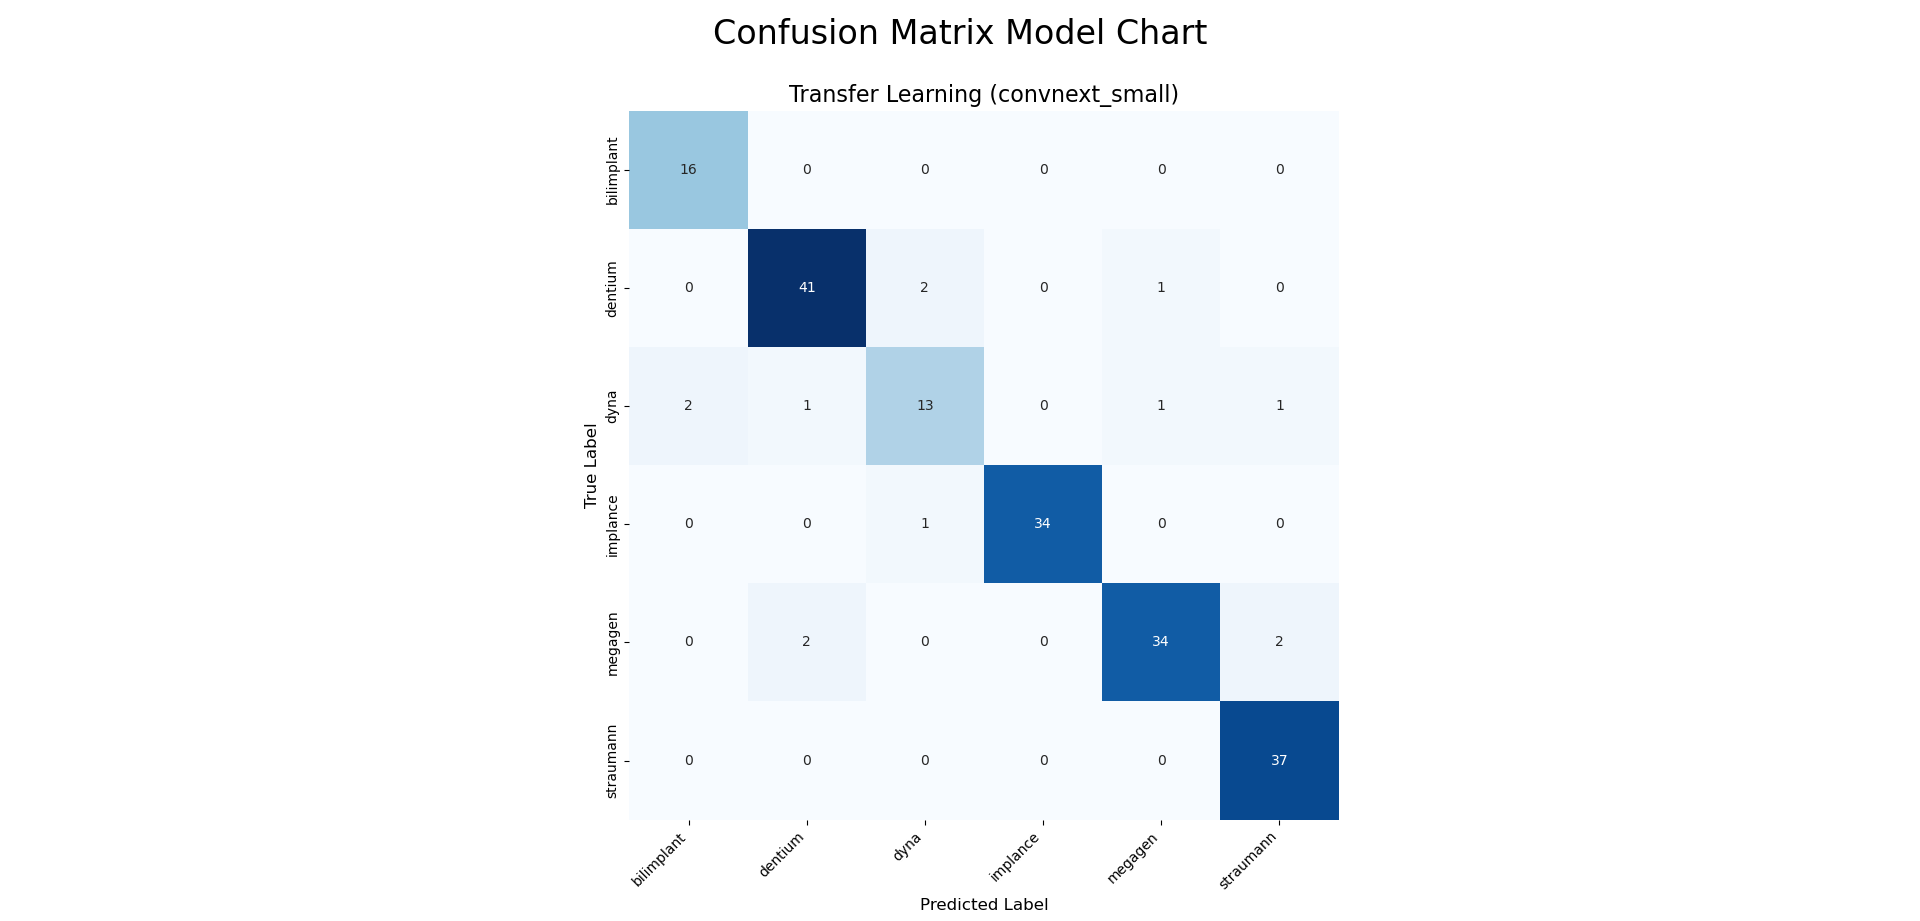 Confusion Matrix Model Chart
Transfer Learning (convnext_small)
bilimplant 16 0 0 0 0 0
dentium 0 41 2 0 1 0
dyna 2 1 13 0 1 1
True Label
implance 0 0 1 34 0 0
megagen 0 2 0 0 34 2
straumann 0 0 0 0 0 37
bilimplant dentium dyna implance megagen straumann
Predicted Label